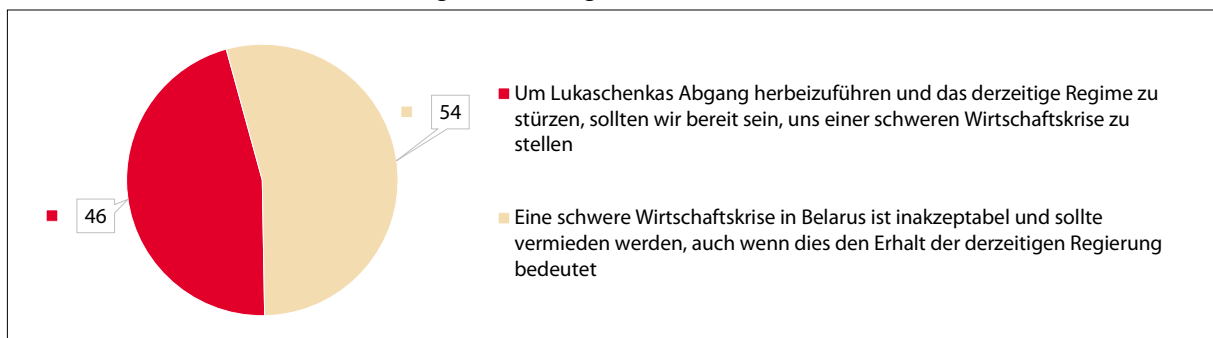 54
46
Um Lukaschenkas Abgang herbeizuführen und das derzeitige Regime zu
stürzen, sollten wir bereit sein, uns einer schweren Wirtschaftskrise zu
stellen
Eine schwere Wirtschaftskrise in Belarus ist inakzeptabel und sollte
vermieden werden, auch wenn dies den Erhalt der derzeitigen Regierung
bedeutet